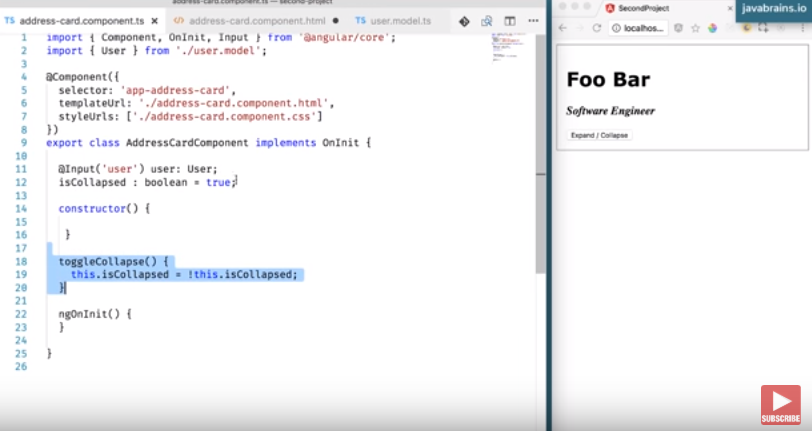 address-card.component.ts — second-project
TS address-card.component.ts ×
<> address-card.component.html
TS user.model.ts
1 import { Component, OnInit, Input } from '@angular/core';
2 import { User } from './user.model';
3
4 @Component({
5 selector: 'app-address-card',
6 templateUrl: './address-card.component.html',
7 styleUrls: ['./address-card.component.css']
8 })
9 export class AddressCardComponent implements OnInit {
10
11 @Input('user') user: User;
12 isCollapsed : boolean = true;
13
14 constructor() {
15
16 }
17
18 toggleCollapse() {
19 this.isCollapsed = !this.isCollapsed;
20 }
21
22 ngOnInit() {
23 }
24
25 }
26
SecondProject
javabrains.io
localhos...
Foo Bar
Software Engineer
Expand / Collapse
SUBSCRIBE